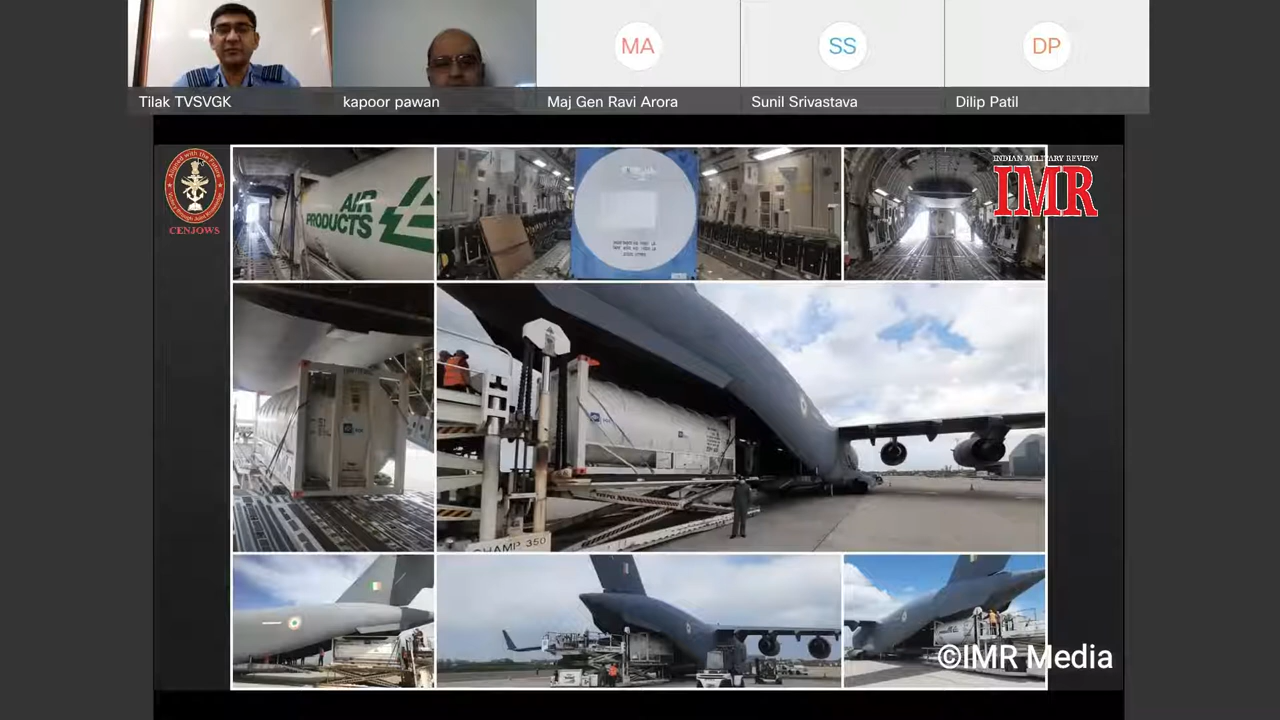 MA
SS
DP
Tilak TVSVGK
kapoor pawan
Maj Gen Ravi Arora
Sunil Srivastava
Dilip Patil
CENJOWS
INDIAN MILITARY REVIEW
IMR
AIR
PRODUCTS
CHAMP 350
©IMR Media